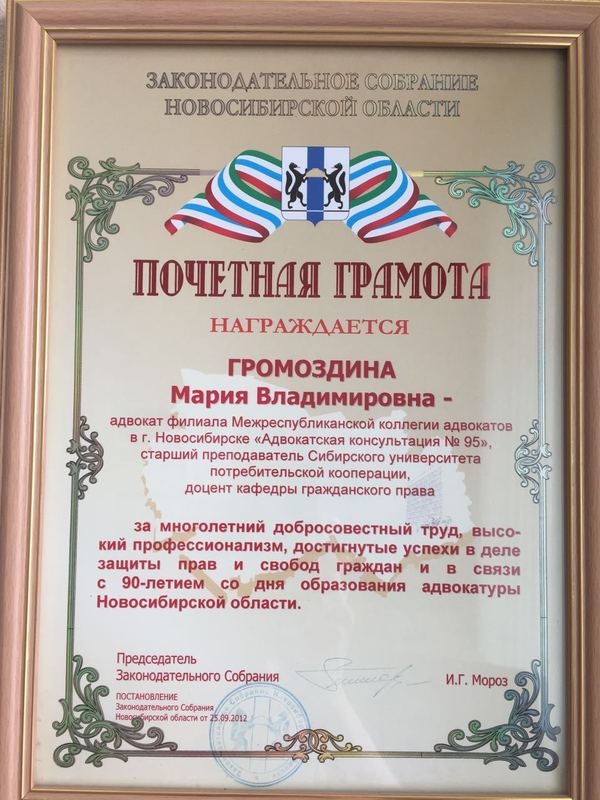 ЗАКОНОДАТЕЛЬНОЕ СОБРАНИЕ
НОВОСИБИРСКОЙ ОБЛАСТИ
ПОЧЕТНАЯ ГРАМОТА
НАГРАЖДАЕТСЯ
ГРОМОЗДИНА
Мария Владимировна -
адвокат филиала Межреспубликанской коллегии адвокатов
в г. Новосибирске «Адвокатская консультация № 95»,
старший преподаватель Сибирского университета
потребительской кооперации,
доцент кафедры гражданского права
за многолетний добросовестный труд, высо-
кий профессионализм, достигнутые успехи в деле
защиты прав и свобод граждан и в связи
с 90-летием со дня образования адвокатуры
Новосибирской области.
Председатель
Законодательного Собрания
И.Г. Мороз
ПОСТАНОВЛЕНИЕ
Законодательного Собрания
Новосибирской области от 25.09.2012